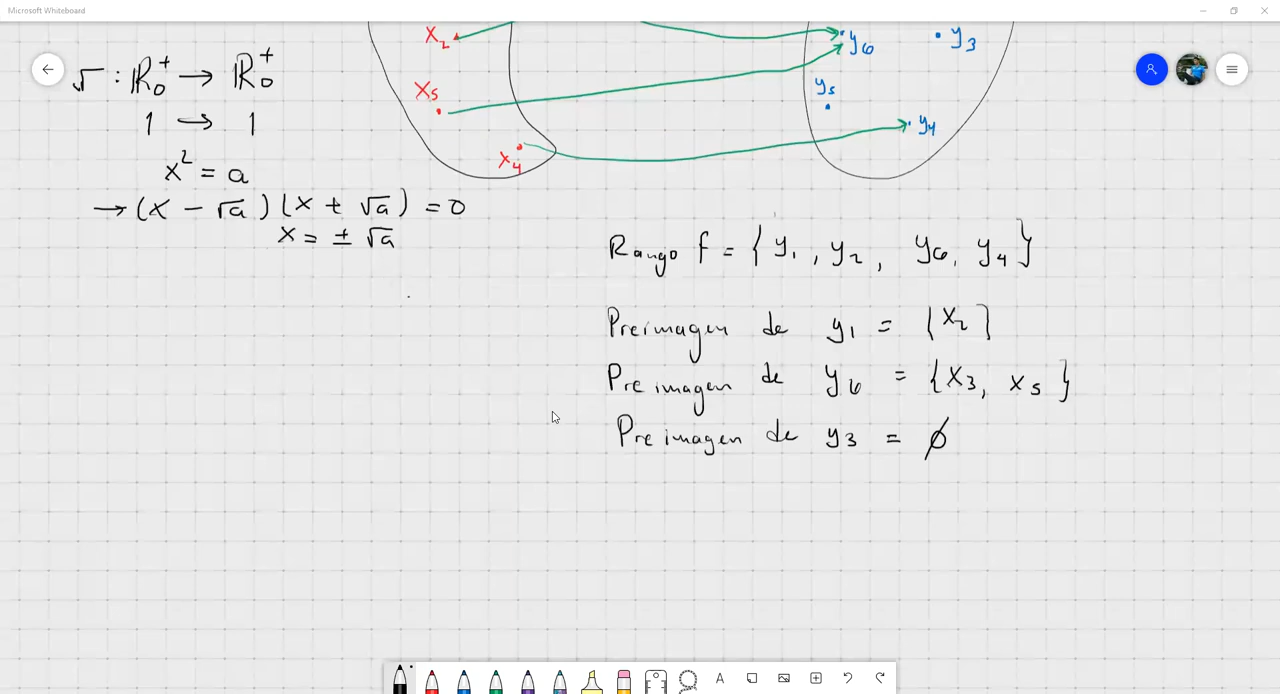 Microsoft Whiteboard
x₂
y₆
y₃
√ : ℝ₀⁺ → ℝ₀⁺
x₅
y₅
1 → 1
y₄
x₄
x² = a
→ (x - √a)(x + √a) = 0
x = ± √a
Rango f = {y₁, y₂, y₆, y₄}
Preimagen de y₁ = {x₂}
Preimagen de y₆ = {x₃, x₅}
Preimagen de y₃ = ∅
A